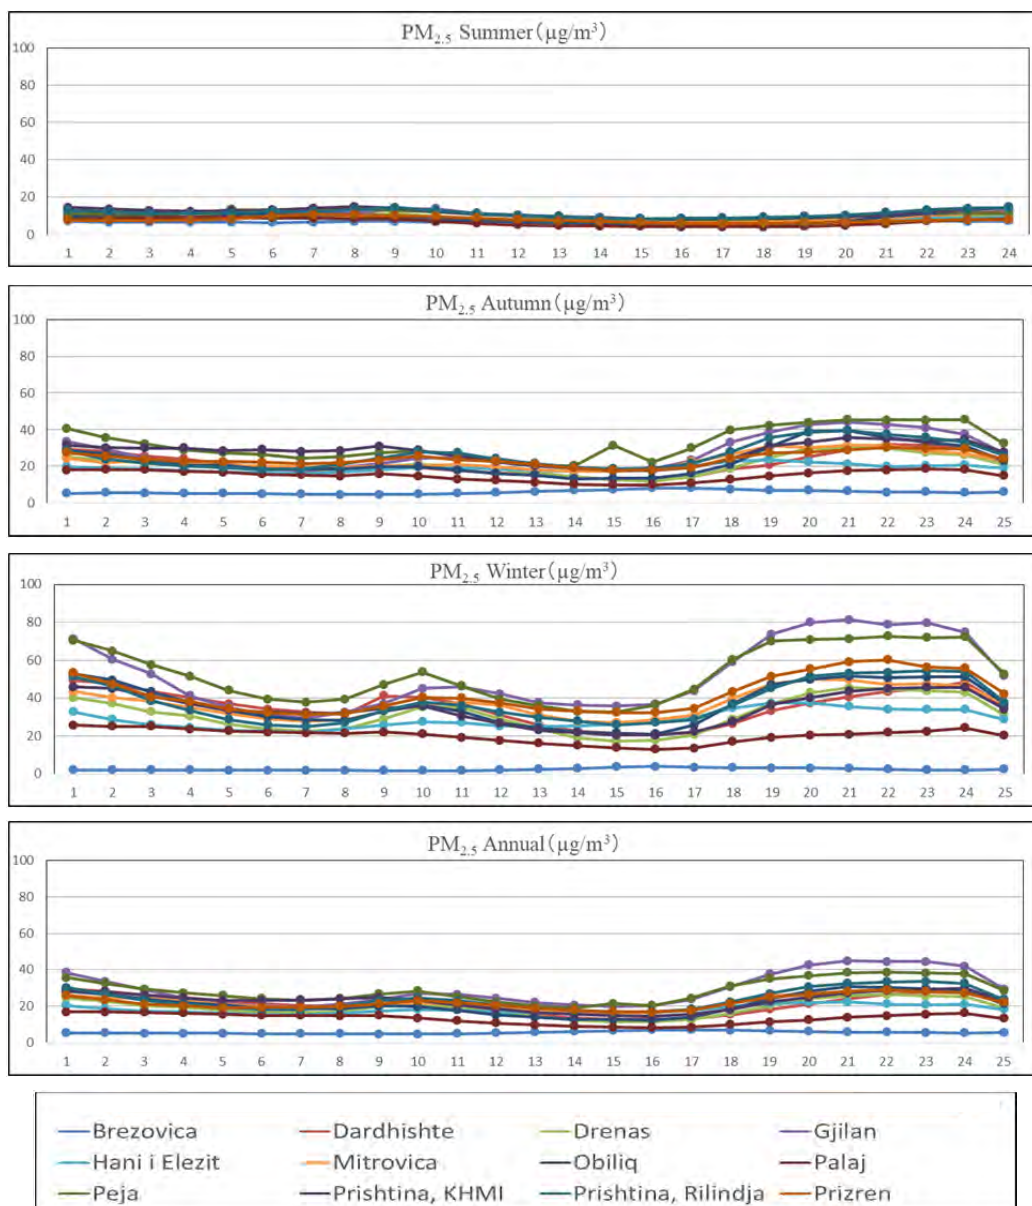 PM2.5 Summer(µg/m3)
100
80
60
40
20
0
1 2 3 4 5 6 7 8 9 10 11 12 13 14 15 16 17 18 19 20 21 22 23 24
PM2.5 Autumn(µg/m3)
100
80
60
40
20
0
1 2 3 4 5 6 7 8 9 10 11 12 13 14 15 16 17 18 19 20 21 22 23 24 25
PM2.5 Winter(µg/m3)
100
80
60
40
20
0
1 2 3 4 5 6 7 8 9 10 11 12 13 14 15 16 17 18 19 20 21 22 23 24 25
PM2.5 Annual(µg/m3)
100
80
60
40
20
0
1 2 3 4 5 6 7 8 9 10 11 12 13 14 15 16 17 18 19 20 21 22 23 24 25
Brezovica Dardhishte Drenas Gjilan
Hani i Elezit Mitrovica Obiliq Palaj
Peja Prishtina, KHMI Prishtina, Rilindja Prizren